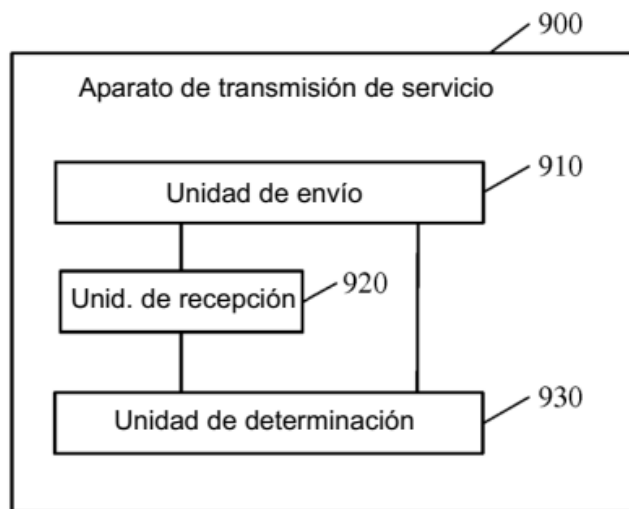 900
Aparato de transmisión de servicio
910
Unidad de envío
Unid. de recepción
920
930
Unidad de determinación